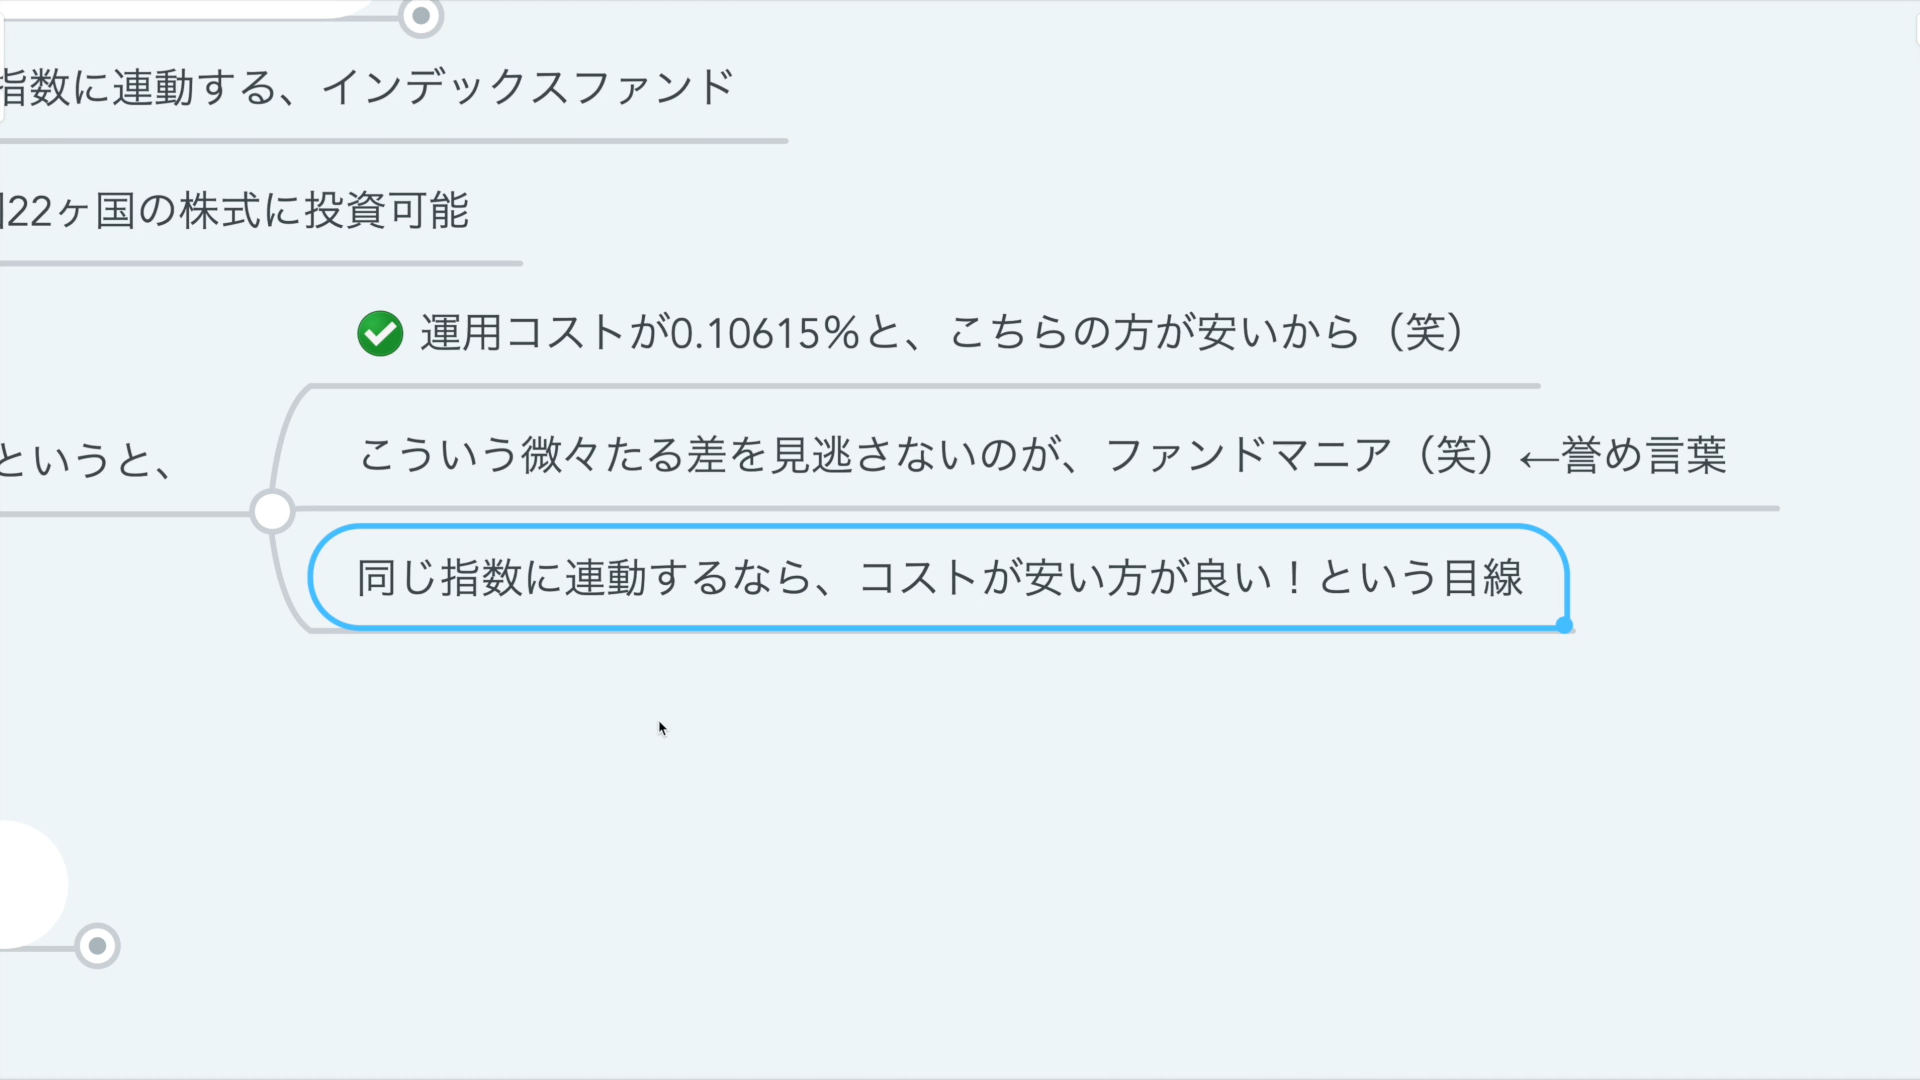 指数に連動する、インデックスファンド
22ヶ国の株式に投資可能
運用コストが0.10615%と、こちらの方が安いから（笑）
というと、
こういう微々たる差を見逃さないのが、ファンドマニア（笑）←誉め言葉
同じ指数に連動するなら、コストが安い方が良い！という目線